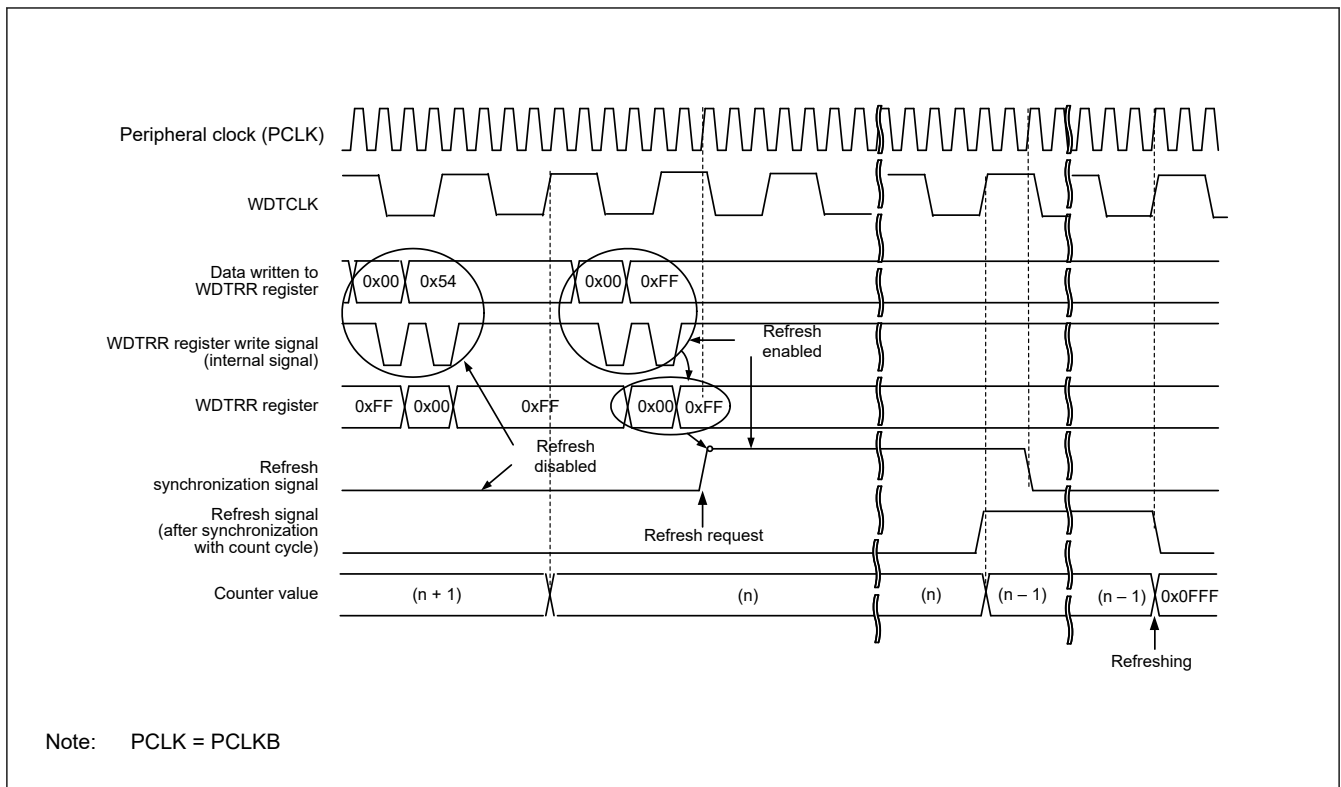 Peripheral clock (PCLK)
WDTCLK
Data written to
WDTRR register
0x00
0x54
0x00
0xFF
WDTRR register write signal
(internal signal)
Refresh
enabled
WDTRR register
0xFF
0x00
0xFF
0x00
0xFF
Refresh
disabled
Refresh
synchronization signal
Refresh signal
(after synchronization
with count cycle)
Refresh request
Counter value
(n + 1)
(n)
(n)
(n – 1)
(n – 1)
0x0FFF
Refreshing
Note: PCLK = PCLKB